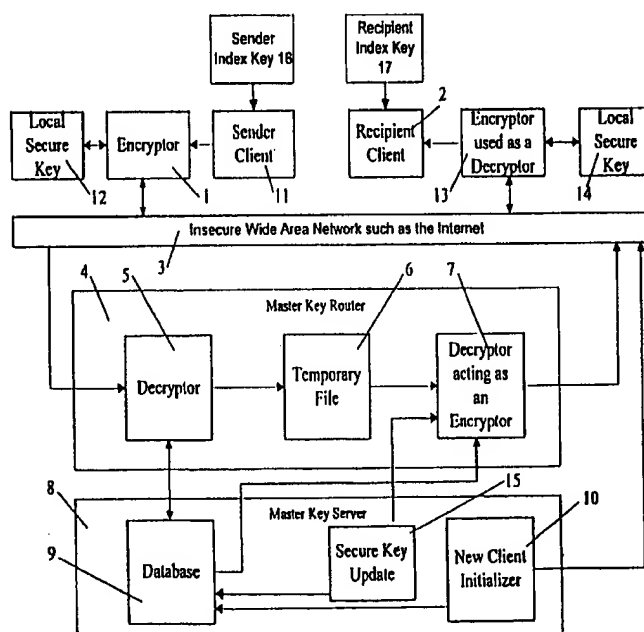 Sender
Index Key 16
Recipient
Index Key
17
2
Local
Secure
Key
Encryptor
Sender
Client
Recipient
Client
Encryptor
used as a
Decryptor
Local
Secure
Key
12
1
11
13
14
Insecure Wide Area Network such as the Internet
3
4
5
6
7
Master Key Router
Decryptor
Temporary
File
Decryptor
acting as
an
Encryptor
8
15
10
Master Key Server
9
Database
Secure Key
Update
New Client
Initializer